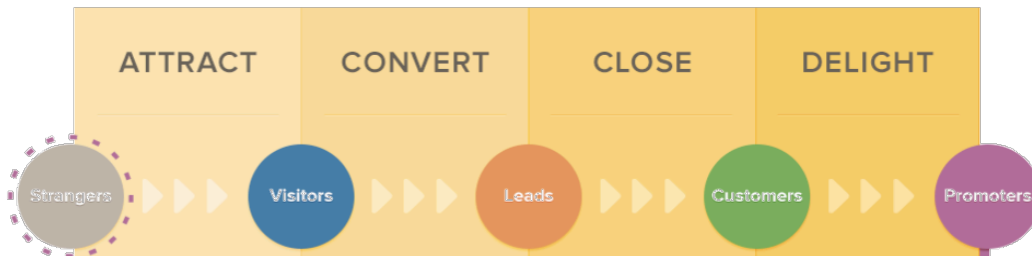 ATTRACT CONVERT CLOSE DELIGHT
Strangers Visitors Leads Customers Promoters